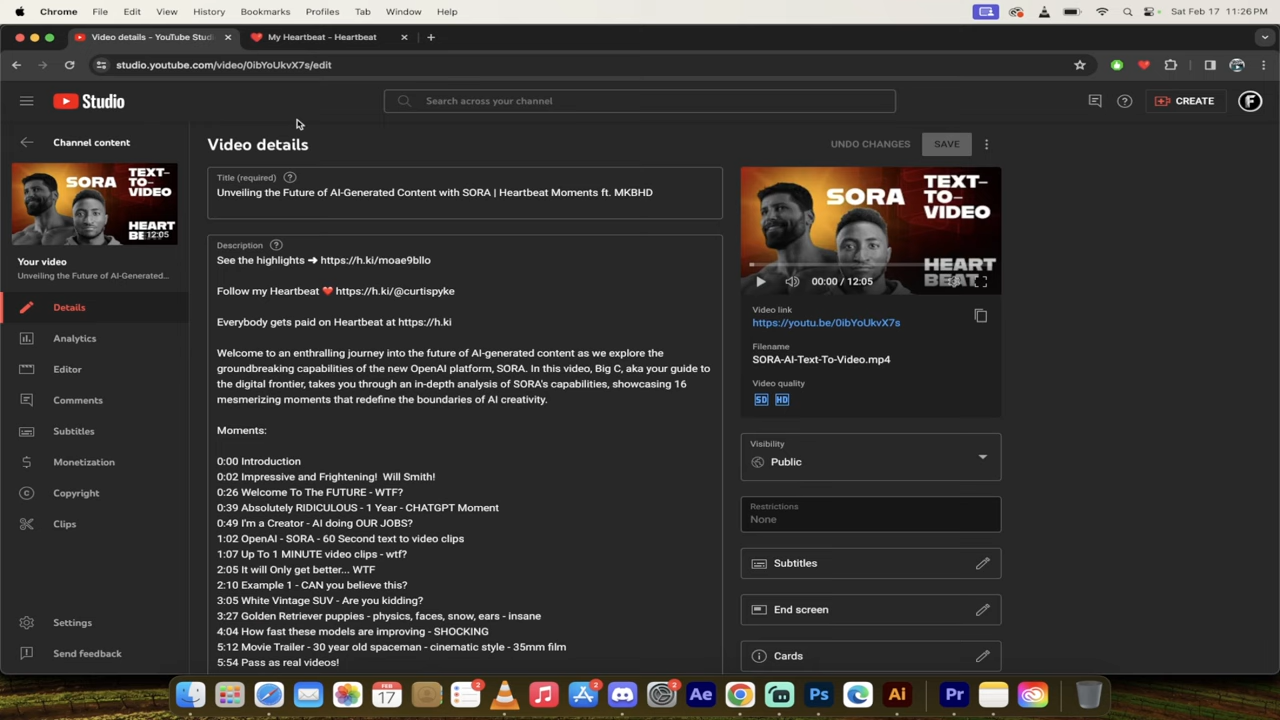 Chrome File Edit View History Bookmarks Profiles Tab Window Help Sat Feb 17 11:26 PM
Video details - YouTube Studi
My Heartbeat - Heartbeat
studio.youtube.com/video/0ibYoUkvX7s/edit
Studio
Search across your channel
CREATE
Channel content
SORA
TEXT-
TO-
VIDEO
HEART
BE
12:05
Your video
Unveiling the Future of AI-Generated...
Details
Analytics
Editor
Comments
Subtitles
Monetization
Copyright
Clips
Settings
Send feedback
Video details
UNDO CHANGES
SAVE
Title (required)
Unveiling the Future of AI-Generated Content with SORA | Heartbeat Moments ft. MKBHD
Description
See the highlights ➜ https://h.ki/moae9bllo
Follow my Heartbeat ❤️ https://h.ki/@curtispyke
Everybody gets paid on Heartbeat at https://h.ki
Welcome to an enthralling journey into the future of AI-generated content as we explore the
groundbreaking capabilities of the new OpenAI platform, SORA. In this video, Big C, aka your guide to
the digital frontier, takes you through an in-depth analysis of SORA's capabilities, showcasing 16
mesmerizing moments that redefine the boundaries of AI creativity.
Moments:
0:00 Introduction
0:02 Impressive and Frightening!  Will Smith!
0:26 Welcome To The FUTURE - WTF?
0:39 Absolutely RIDICULOUS - 1 Year - CHATGPT Moment
0:49 I'm a Creator - AI doing OUR JOBS?
1:02 OpenAI - SORA - 60 Second text to video clips
1:07 Up To 1 MINUTE video clips - wtf?
2:05 It will Only get better... WTF
2:10 Example 1 - CAN you believe this?
3:05 White Vintage SUV - Are you kidding?
3:27 Golden Retriever puppies - physics, faces, snow, ears - insane
4:04 How fast these models are improving - SHOCKING
5:12 Movie Trailer - 30 year old spaceman - cinematic style - 35mm film
5:54 Pass as real videos!
SORA
TEXT-
TO-
VIDEO
HEART
BEAT
00:00 / 12:05
Video link
https://youtu.be/0ibYoUkvX7s
Filename
SORA-AI-Text-To-Video.mp4
Video quality
SD HD
Visibility
Public
Restrictions
None
Subtitles
End screen
Cards
FEB
17
2
2
2
2
Ae
Ps
Ai
Pr